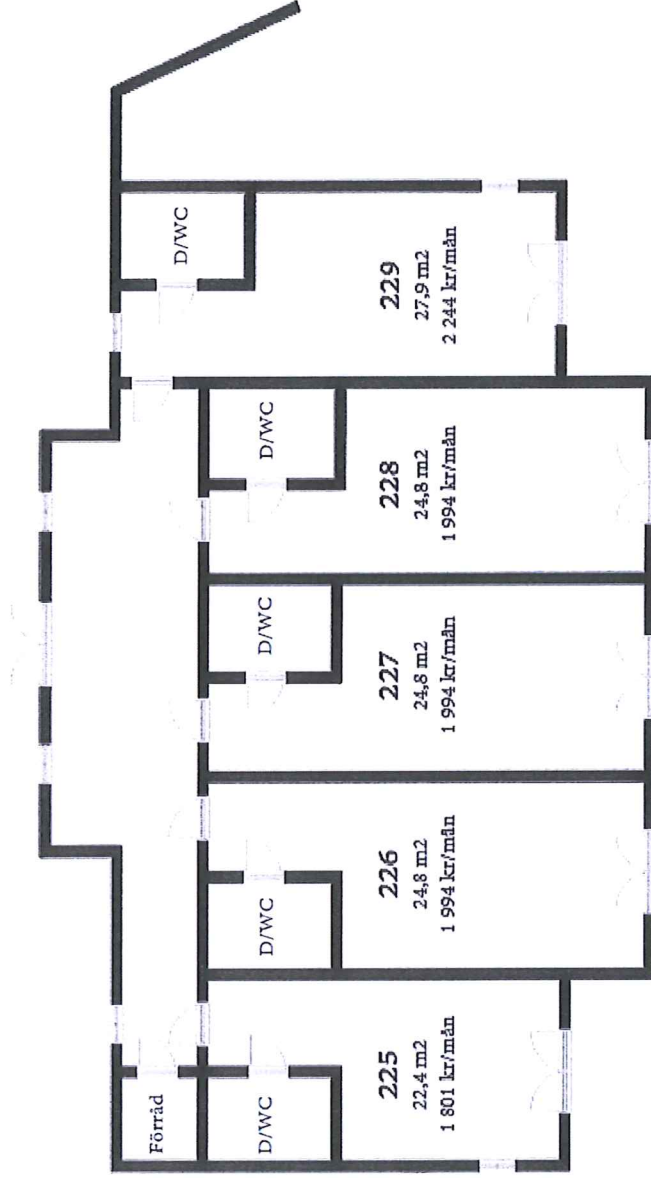 Förråd
D/WC
D/WC
D/WC
D/WC
D/WC
225
22,4 m2
1 801 kr/mån
226
24,8 m2
1 994 kr/mån
227
24,8 m2
1 994 kr/mån
228
24,8 m2
1 994 kr/mån
229
27,9 m2
2 244 kr/mån